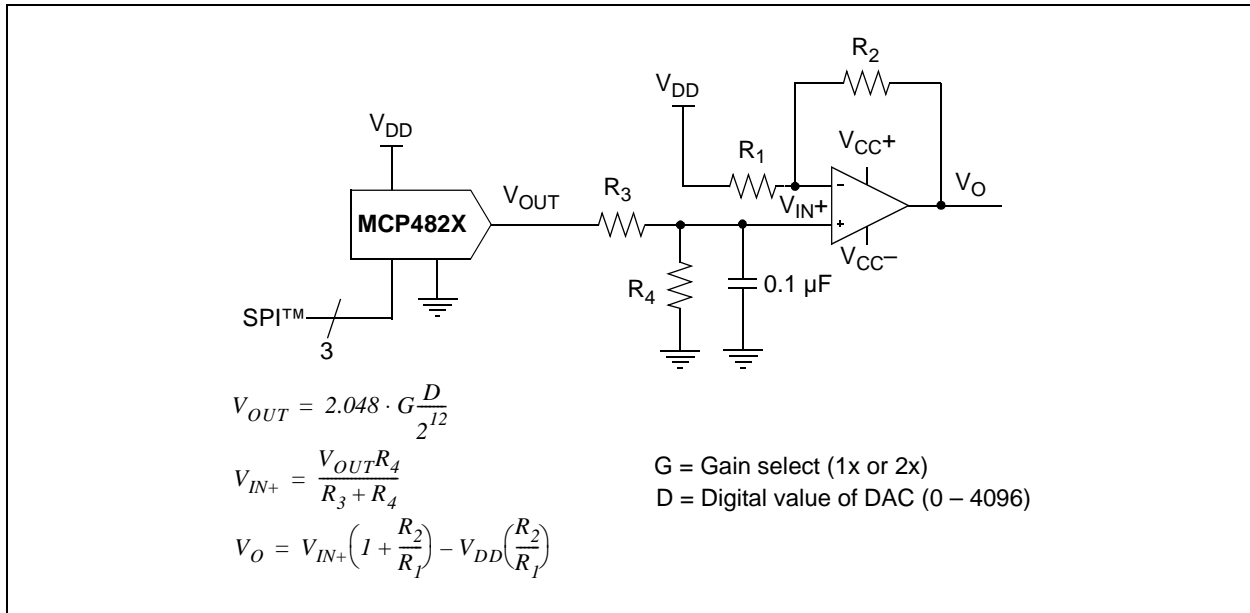 R2
VDD
VDD
R1
VCC+
VO
R3
VOUT
VIN+
MCP482X
-
+
VCC–
R4
0.1 µF
SPI™
3
VOUT = 2.048 · G D/2^12
VIN+ = VOUTR4/(R3 + R4)
VO = VIN+(1 + R2/R1) – VDD(R2/R1)
G = Gain select (1x or 2x)
D = Digital value of DAC (0 – 4096)